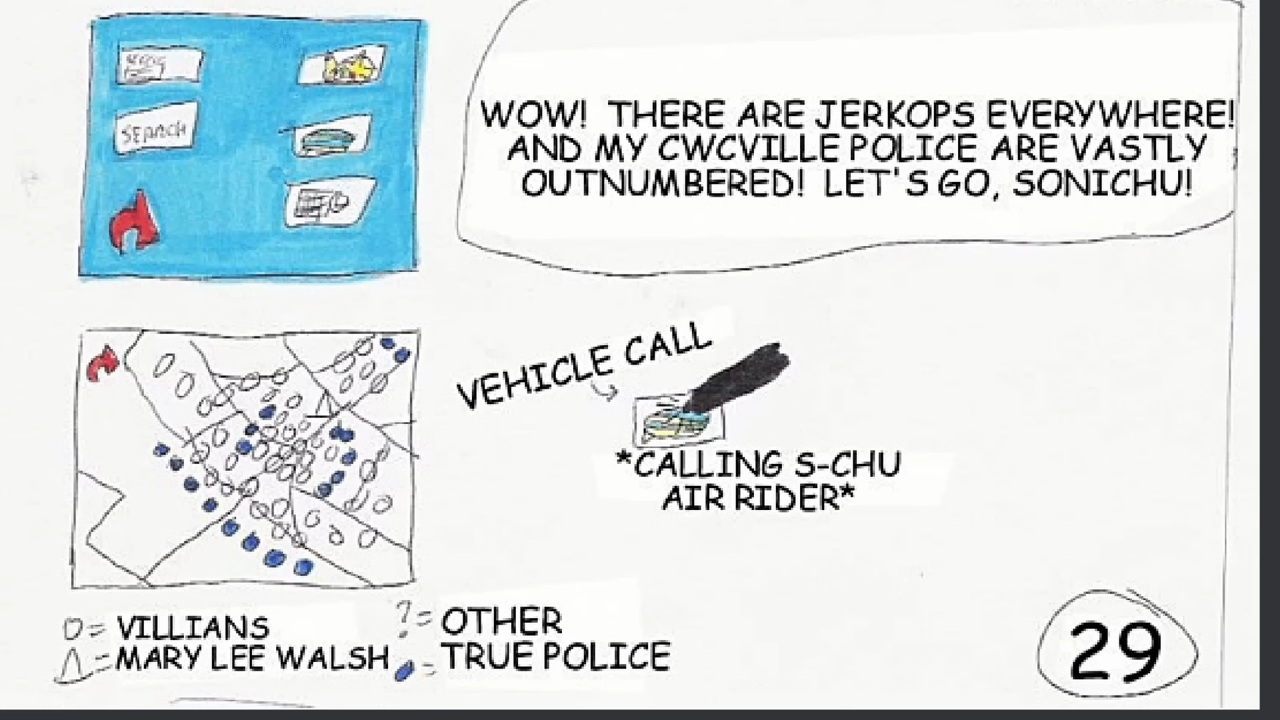 SEARCH
WOW! THERE ARE JERKOPS EVERYWHERE!
AND MY CWCVILLE POLICE ARE VASTLY
OUTNUMBERED! LET'S GO, SONICHU!
VEHICLE CALL
*CALLING S-CHU
AIR RIDER*
O= VILLIANS
Δ=MARY LEE WALSH
?= OTHER
= TRUE POLICE
29